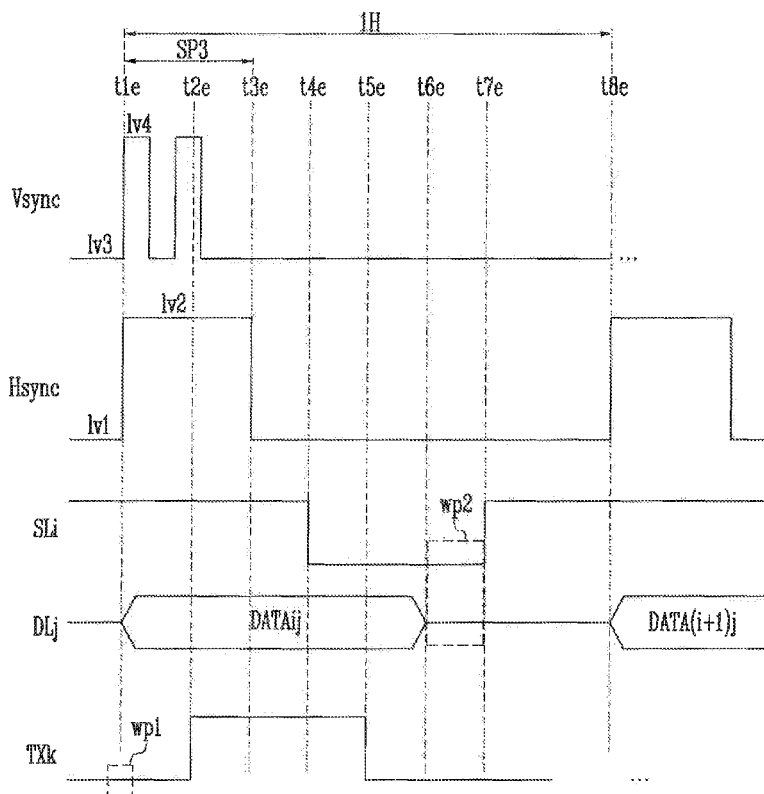 1H
SP3
t1e t2e t3e t4e t5e t6e t7e t8e
lv4
Vsync
lv3
...
lv2
Hsync
lv1
SLi
wp2
DLj
DATAij
DATA(i+1)j
wp1
TXk
...